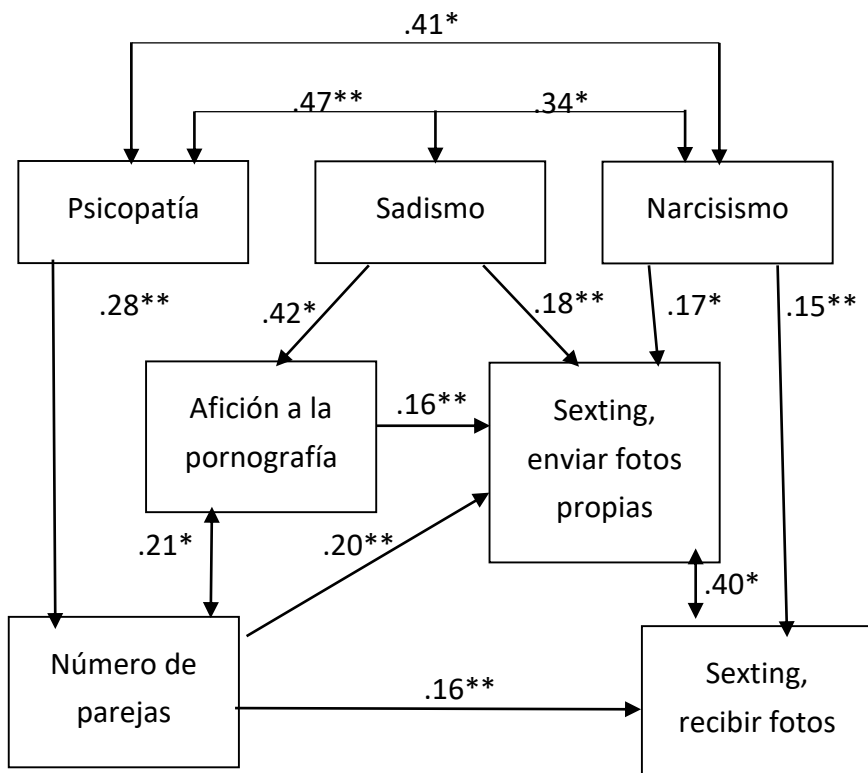 .41*
.47**
.34*
Psicopatía
Sadismo
Narcisismo
.28**
.42*
.18**
.17*
.15**
Afición a la
pornografía
.16**
Sexting,
enviar fotos
propias
.21*
.20**
.40*
Número de
parejas
.16**
Sexting,
recibir fotos